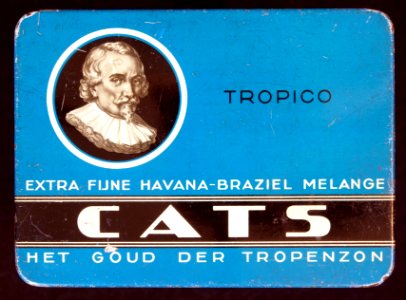 TROPICO
EXTRA FIJNE HAVANA-BRAZIEL MELANGE
CATS
HET GOUD DER TROPENZON